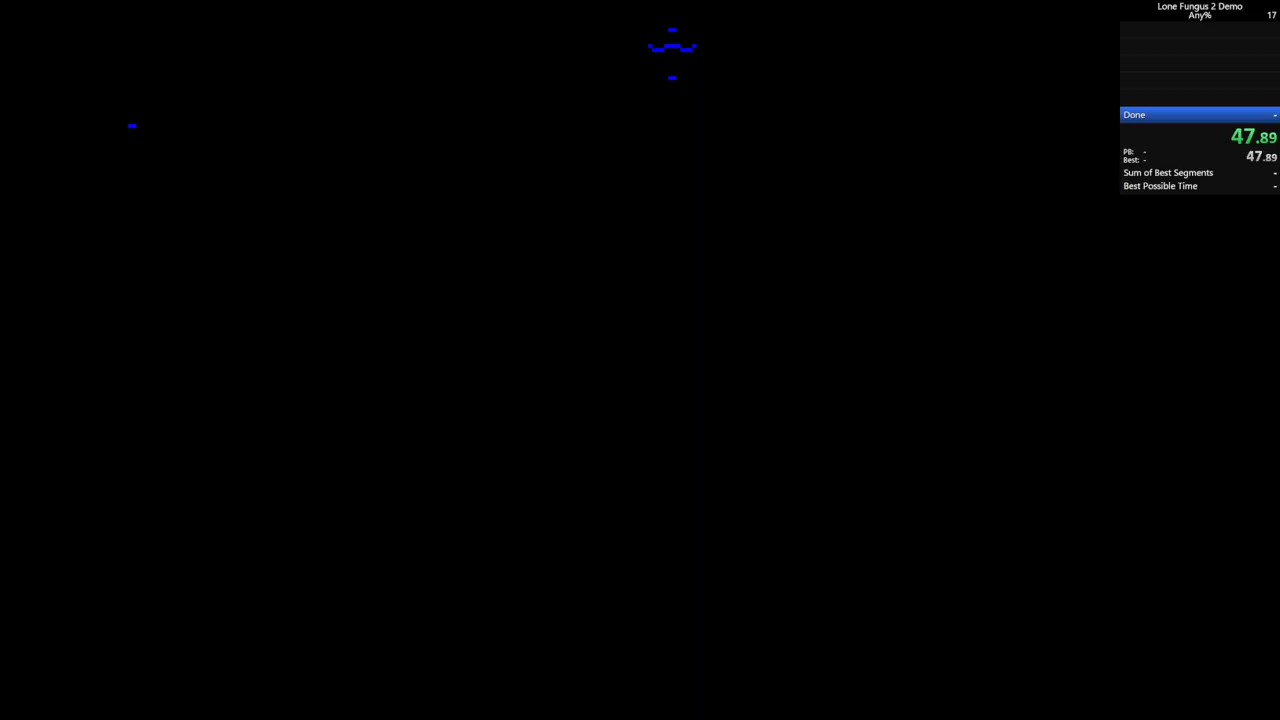 Lone Fungus 2 Demo
Any% 17
Done -
47.89
PB: - 
Best: - 47.89
Sum of Best Segments -
Best Possible Time -